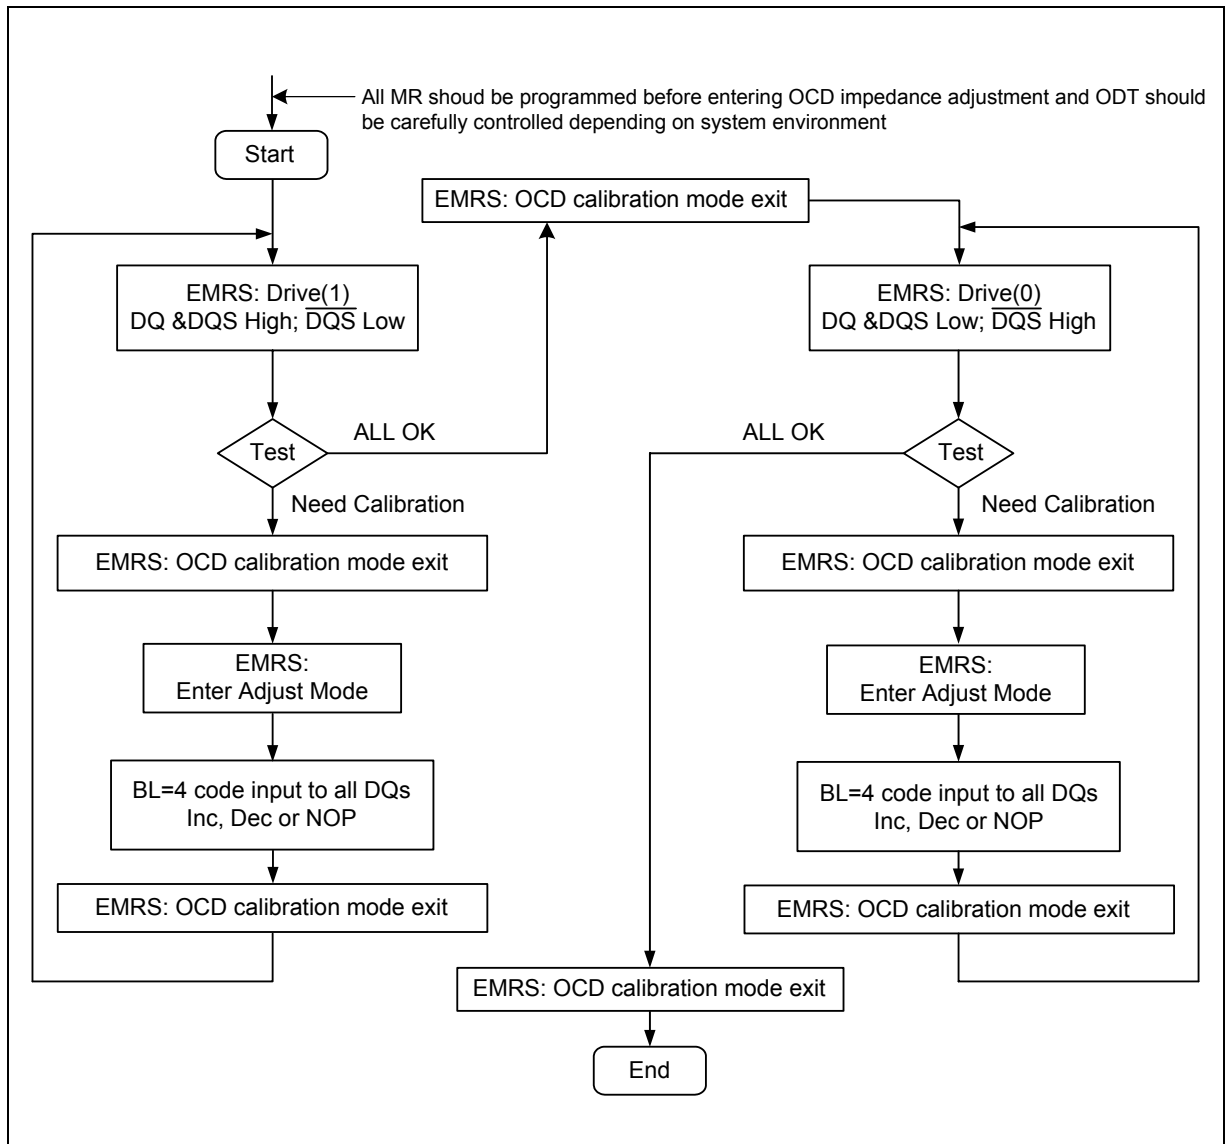 All MR shoud be programmed before entering OCD impedance adjustment and ODT should
be carefully controlled depending on system environment
Start
EMRS: OCD calibration mode exit
EMRS: Drive(1)
DQ &DQS High; D̅Q̅S̅ Low
Test
ALL OK
Need Calibration
EMRS: OCD calibration mode exit
EMRS:
Enter Adjust Mode
BL=4 code input to all DQs
Inc, Dec or NOP
EMRS: OCD calibration mode exit
EMRS: Drive(0)
DQ &DQS Low; D̅Q̅S̅ High
ALL OK
Test
Need Calibration
EMRS: OCD calibration mode exit
EMRS:
Enter Adjust Mode
BL=4 code input to all DQs
Inc, Dec or NOP
EMRS: OCD calibration mode exit
EMRS: OCD calibration mode exit
End